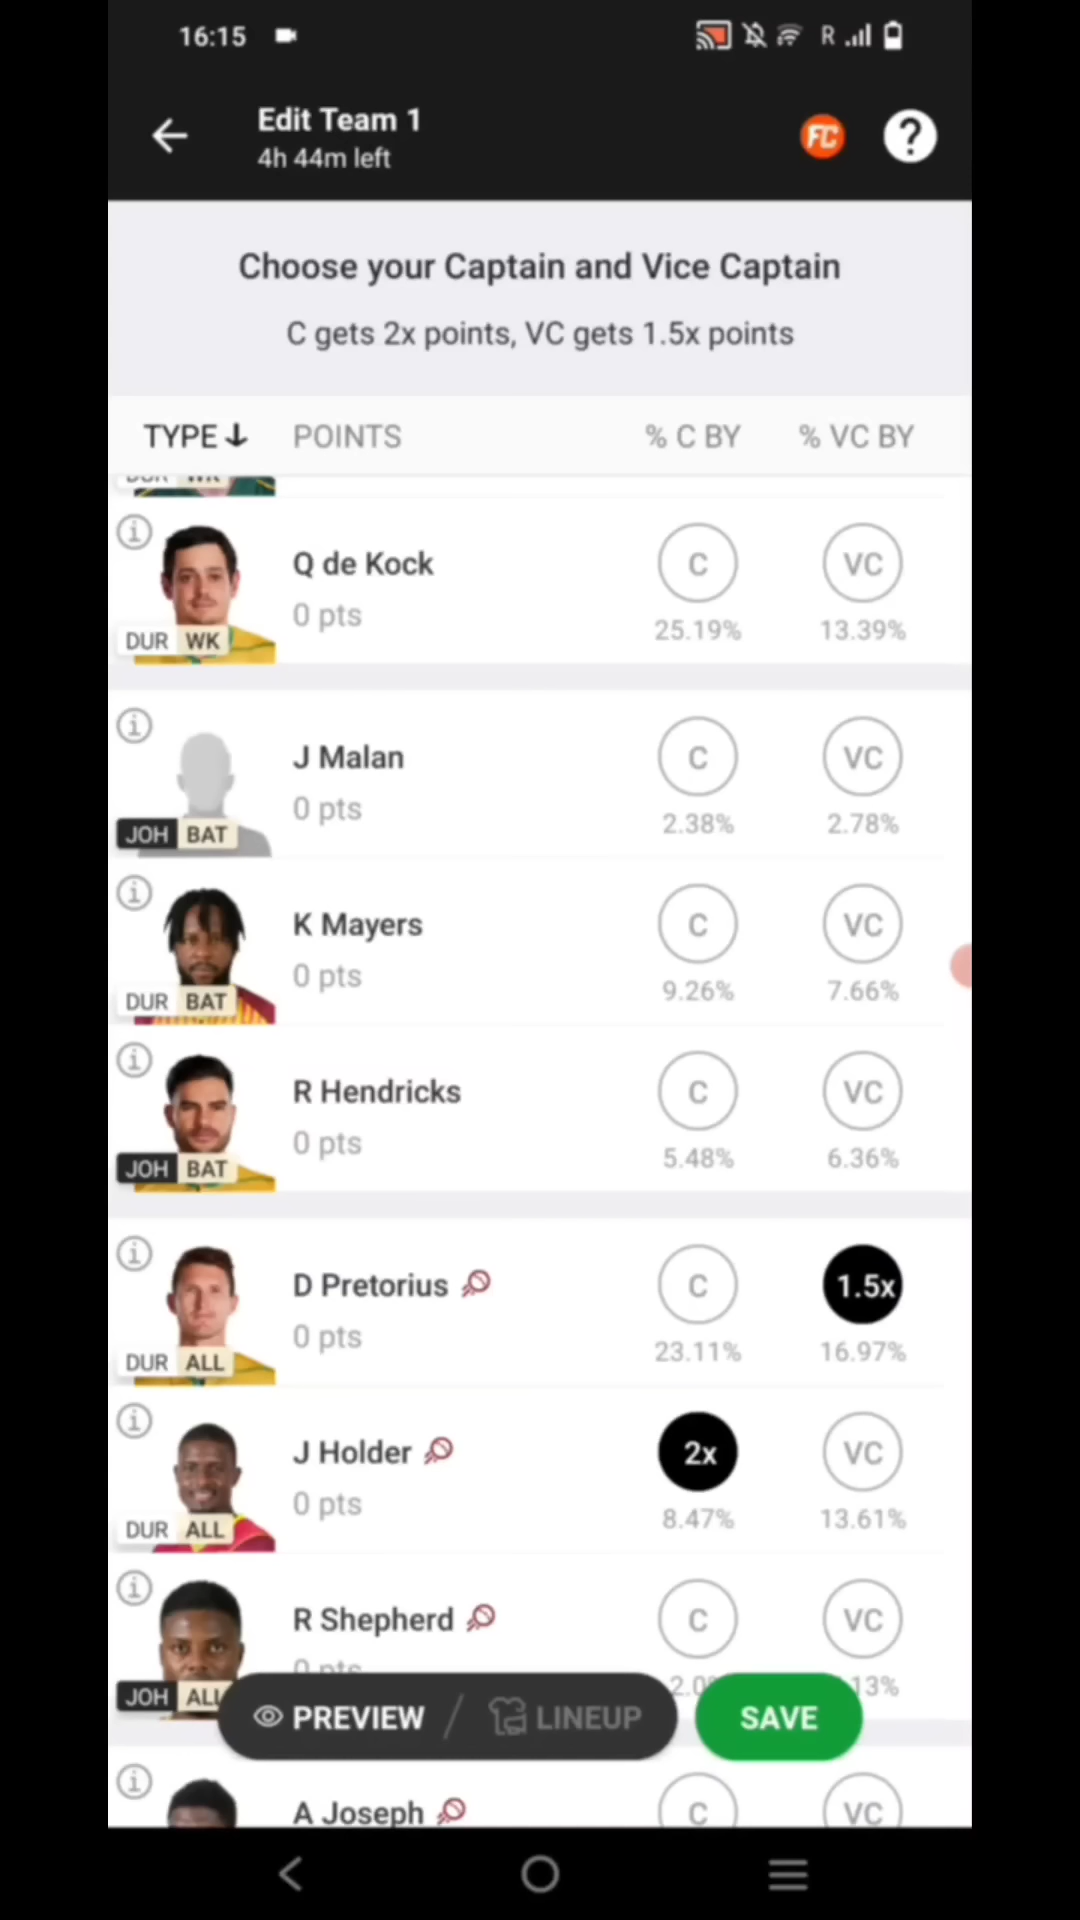 16:15 R
Edit Team 1
4h 44m left
FC ?
Choose your Captain and Vice Captain
C gets 2x points, VC gets 1.5x points
TYPE POINTS % C BY % VC BY
DUR WK
Q de Kock C VC
0 pts 25.19% 13.39%
DUR WK
J Malan C VC
0 pts 2.38% 2.78%
JOH BAT
K Mayers C VC
0 pts 9.26% 7.66%
DUR BAT
R Hendricks C VC
0 pts 5.48% 6.36%
JOH BAT
D Pretorius C 1.5x
0 pts 23.11% 16.97%
DUR ALL
J Holder 2x VC
0 pts 8.47% 13.61%
DUR ALL
R Shepherd C VC
0 pts
JOH ALL
PREVIEW / LINEUP SAVE
A Joseph C VC